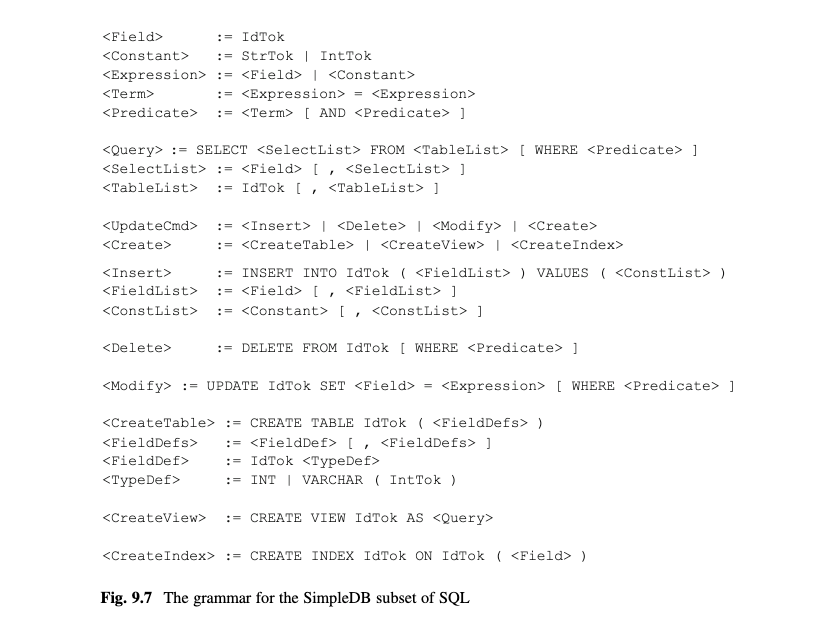 <Field> := IdTok
<Constant> := StrTok | IntTok
<Expression> := <Field> | <Constant>
<Term> := <Expression> = <Expression>
<Predicate> := <Term> [ AND <Predicate> ]
<Query> := SELECT <SelectList> FROM <TableList> [ WHERE <Predicate> ]
<SelectList> := <Field> [ , <SelectList> ]
<TableList> := IdTok [ , <TableList> ]
<UpdateCmd> := <Insert> | <Delete> | <Modify> | <Create>
<Create> := <CreateTable> | <CreateView> | <CreateIndex>
<Insert> := INSERT INTO IdTok ( <FieldList> ) VALUES ( <ConstList> )
<FieldList> := <Field> [ , <FieldList> ]
<ConstList> := <Constant> [ , <ConstList> ]
<Delete> := DELETE FROM IdTok [ WHERE <Predicate> ]
<Modify> := UPDATE IdTok SET <Field> = <Expression> [ WHERE <Predicate> ]
<CreateTable> := CREATE TABLE IdTok ( <FieldDefs> )
<FieldDefs> := <FieldDef> [ , <FieldDefs> ]
<FieldDef> := IdTok <TypeDef>
<TypeDef> := INT | VARCHAR ( IntTok )
<CreateView> := CREATE VIEW IdTok AS <Query>
<CreateIndex> := CREATE INDEX IdTok ON IdTok ( <Field> )
Fig. 9.7 The grammar for the SimpleDB subset of SQL